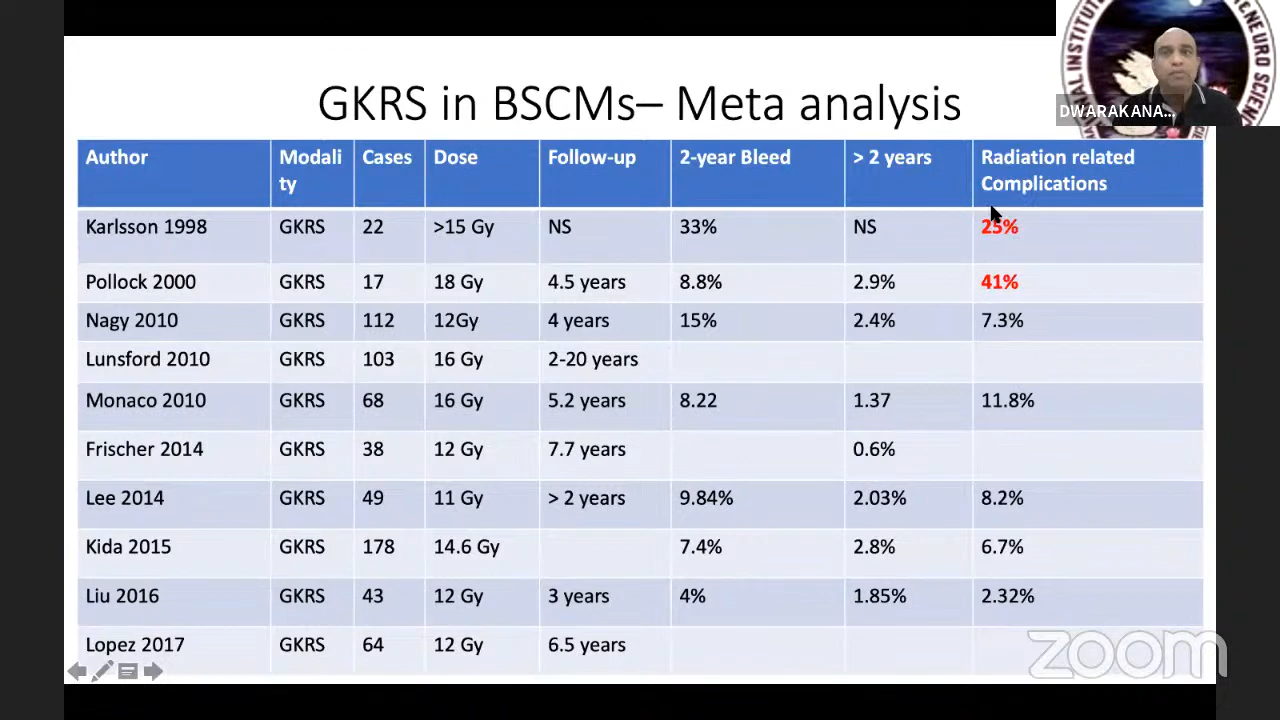 GKRS in BSCMs– Meta analysis
DWARAKANA...
Author Modali ty Cases Dose Follow-up 2-year Bleed > 2 years Radiation related Complications
Karlsson 1998 GKRS 22 >15 Gy NS 33% NS 25%
Pollock 2000 GKRS 17 18 Gy 4.5 years 8.8% 2.9% 41%
Nagy 2010 GKRS 112 12Gy 4 years 15% 2.4% 7.3%
Lunsford 2010 GKRS 103 16 Gy 2-20 years
Monaco 2010 GKRS 68 16 Gy 5.2 years 8.22 1.37 11.8%
Frischer 2014 GKRS 38 12 Gy 7.7 years 0.6%
Lee 2014 GKRS 49 11 Gy > 2 years 9.84% 2.03% 8.2%
Kida 2015 GKRS 178 14.6 Gy 7.4% 2.8% 6.7%
Liu 2016 GKRS 43 12 Gy 3 years 4% 1.85% 2.32%
Lopez 2017 GKRS 64 12 Gy 6.5 years
zoom